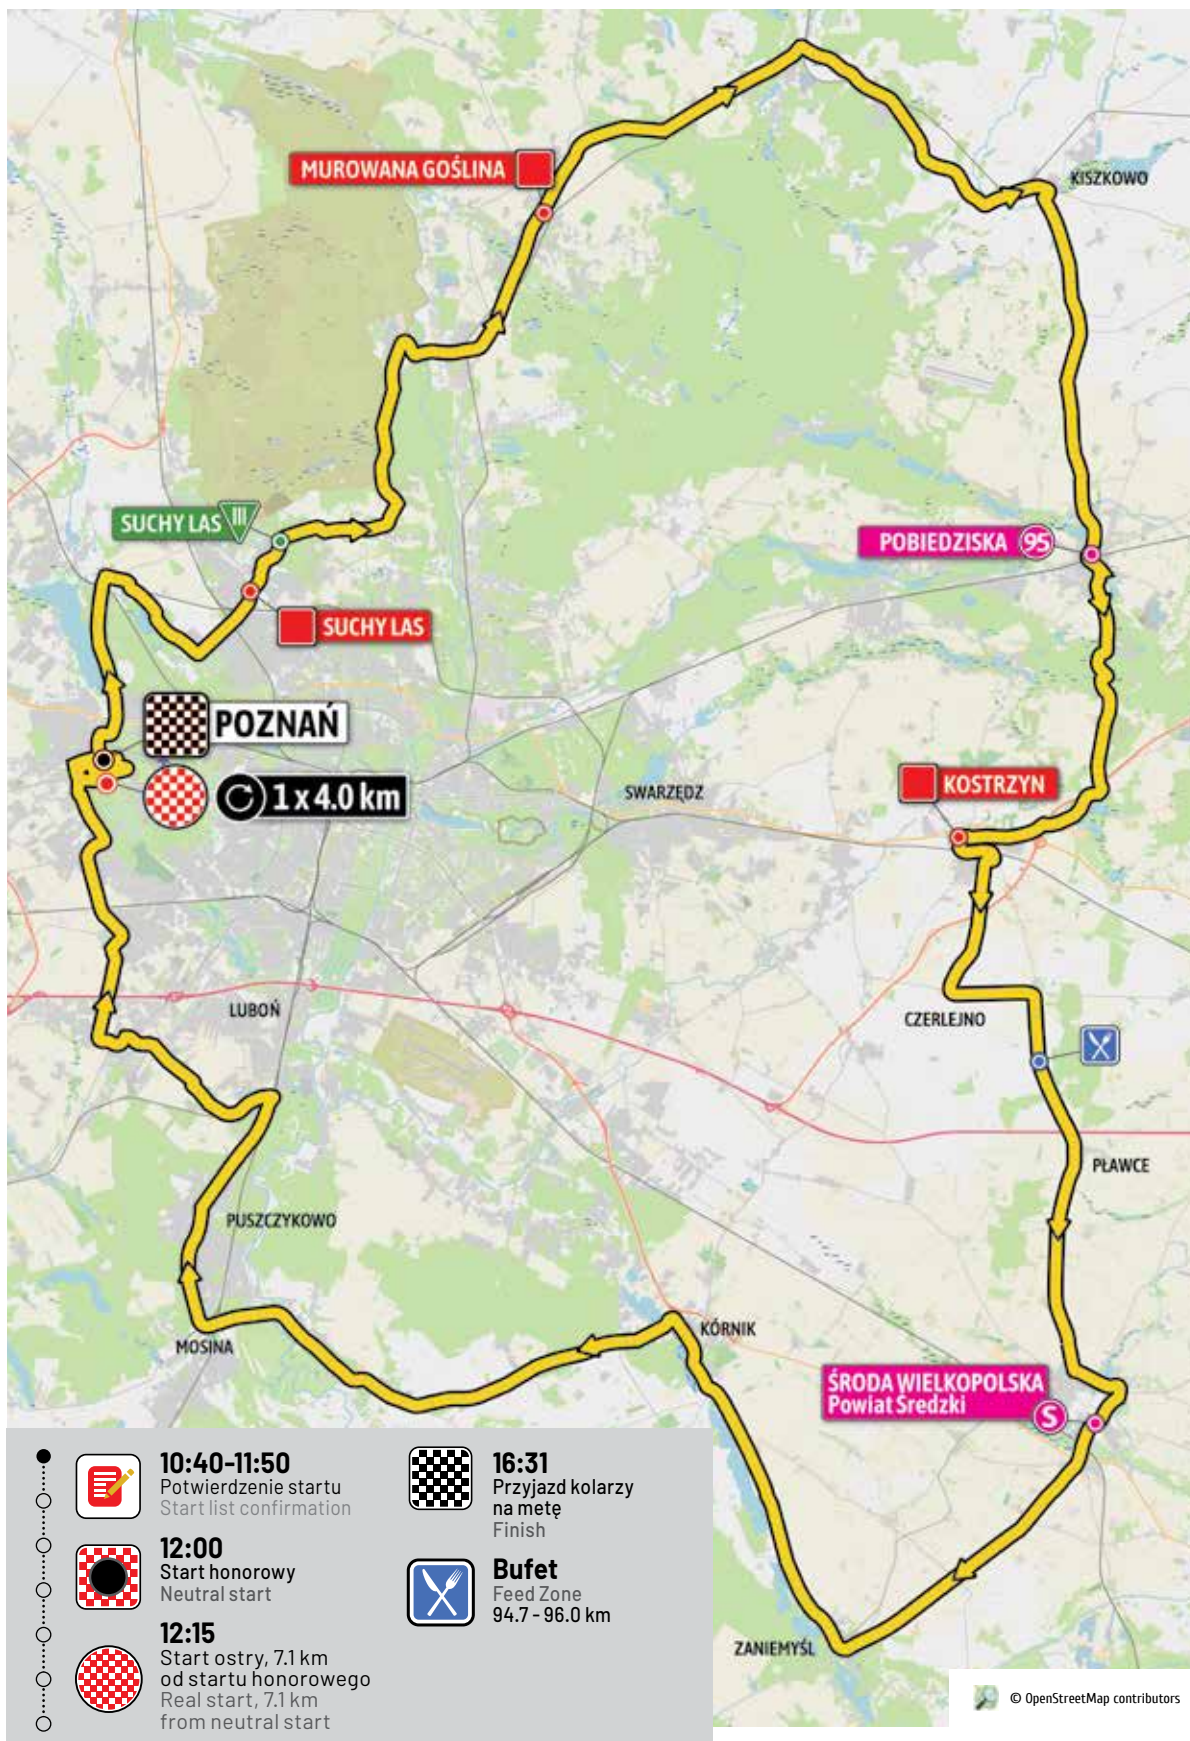 MUROWANA GOŚLINA
KISZKOWO
SUCHY LAS III
POBIEDZISKA 95
SUCHY LAS
POZNAŃ
1 x 4.0 km
SWARZĘDZ
KOSTRZYN
LUBOŃ
CZERLEJNO
PŁAWCE
PUSZCZYKOWO
MOSINA
KÓRNIK
ŚRODA WIELKOPOLSKA
Powiat Średzki
S
ZANIEMYŚL
10:40-11:50
Potwierdzenie startu
Start list confirmation
12:00
Start honorowy
Neutral start
12:15
Start ostry, 7.1 km
od startu honorowego
Real start, 7.1 km
from neutral start
16:31
Przyjazd kolarzy
na metę
Finish
Bufet
Feed Zone
94.7 - 96.0 km
© OpenStreetMap contributors